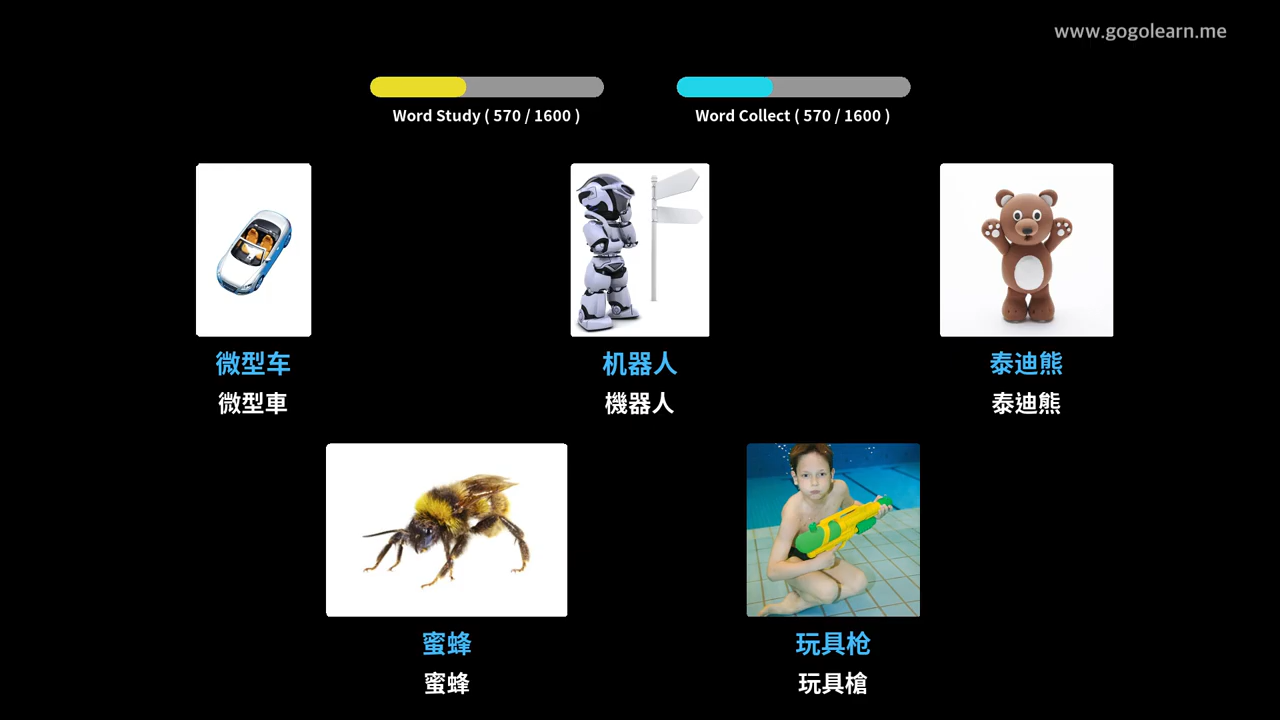 www.gogolearn.me
Word Study ( 570 / 1600 )
Word Collect ( 570 / 1600 )
微型车
微型車
机器人
機器人
泰迪熊
泰迪熊
蜜蜂
蜜蜂
玩具枪
玩具槍